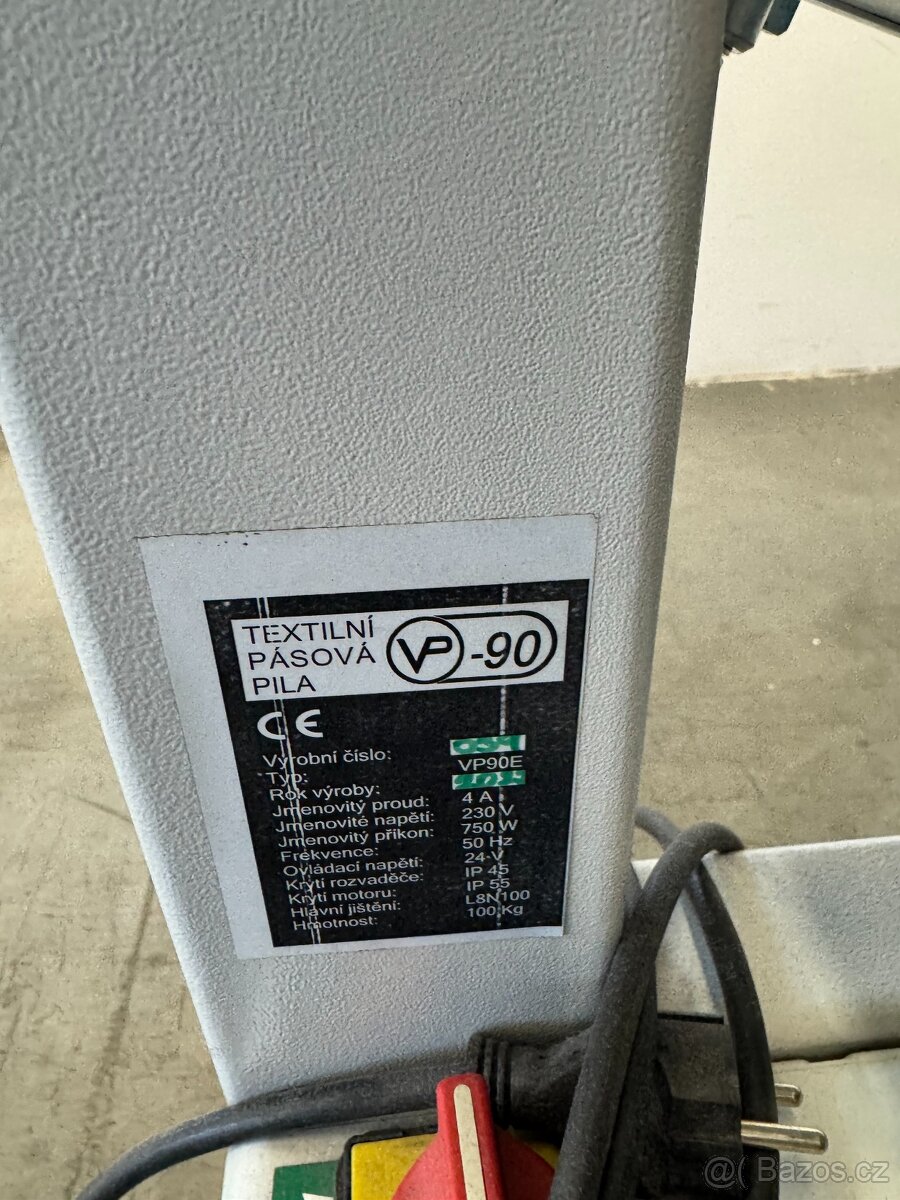 TEXTILNÍ
PÁSOVÁ
PILA
VP-90
CE
Výrobní číslo:
Typ: VP90E
Rok výroby:
Jmenovitý proud: 4 A
Jmenovité napětí: 230 V
Jmenovitý příkon: 750 W
Frekvence: 50 Hz
Ovládací napětí: 24 V
Krytí rozvaděče: IP 45
Krytí motoru: IP 55
Hlavní jištění: L8N100
Hmotnost: 100 Kg
@ Bazos.cz